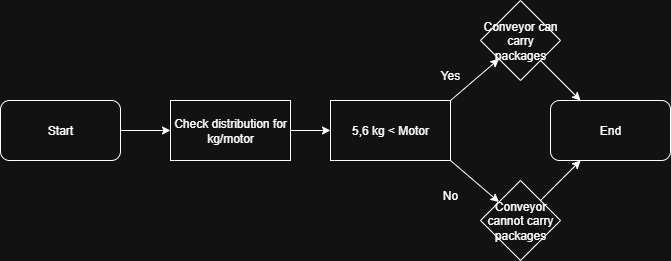 Conveyor can
carry
packages
Yes
Start
Check distribution for
kg/motor
5,6 kg < Motor
End
No
Conveyor
cannot carry
packages